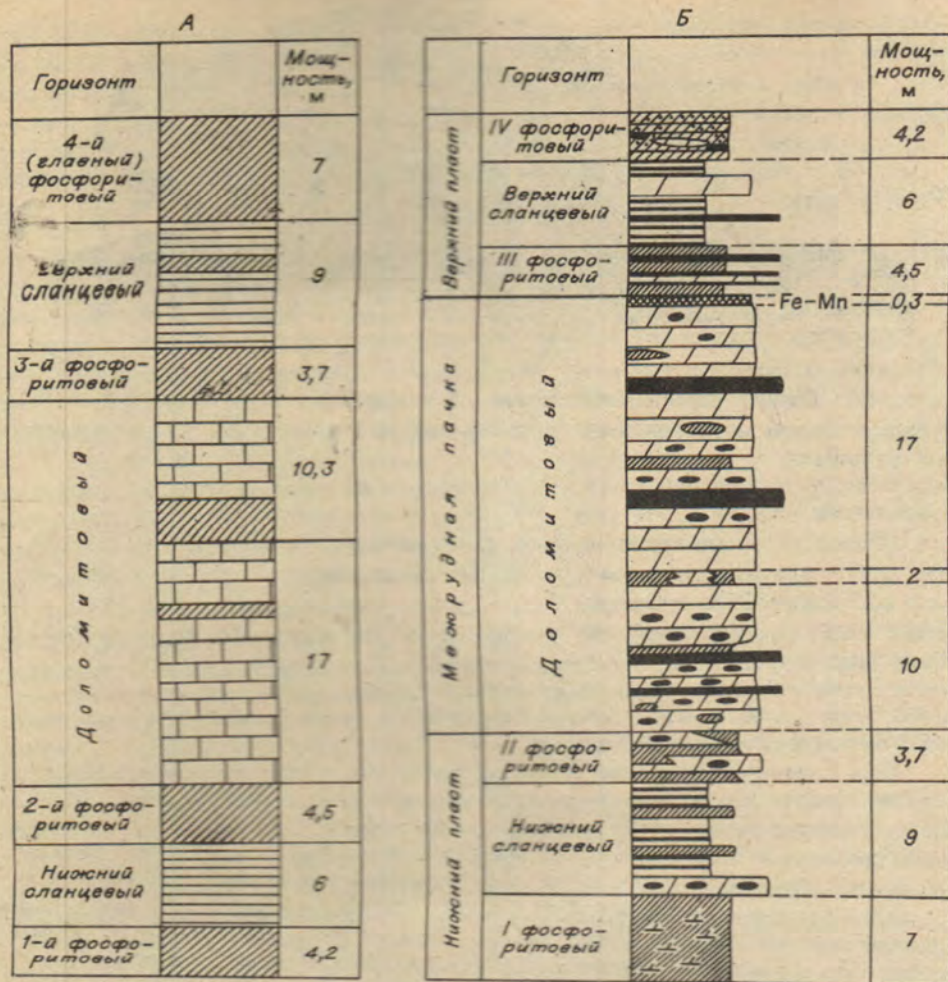 А
Горизонт
Мощ-
ность,
м
4-й
(главный)
фосфори-
товый
7
Верхний
сланцевый
9
3-й фосфо-
ритовый
3,7
Доломитовый
10,3
17
2-й фосфо-
ритовый
4,5
Нижний
сланцевый
6
1-й фосфо-
ритовый
4,2
Б
Горизонт
Мощ-
ность,
м
Верхний пласт
IV фосфори-
товый
4,2
Верхний
сланцевый
6
III фосфо-
ритовый
4,5
Fe-Mn
0,3
Межрудная пачка
Доломитовый
17
2
10
Нижний пласт
II фосфо-
ритовый
3,7
Нижний
сланцевый
9
I фосфо-
ритовый
7